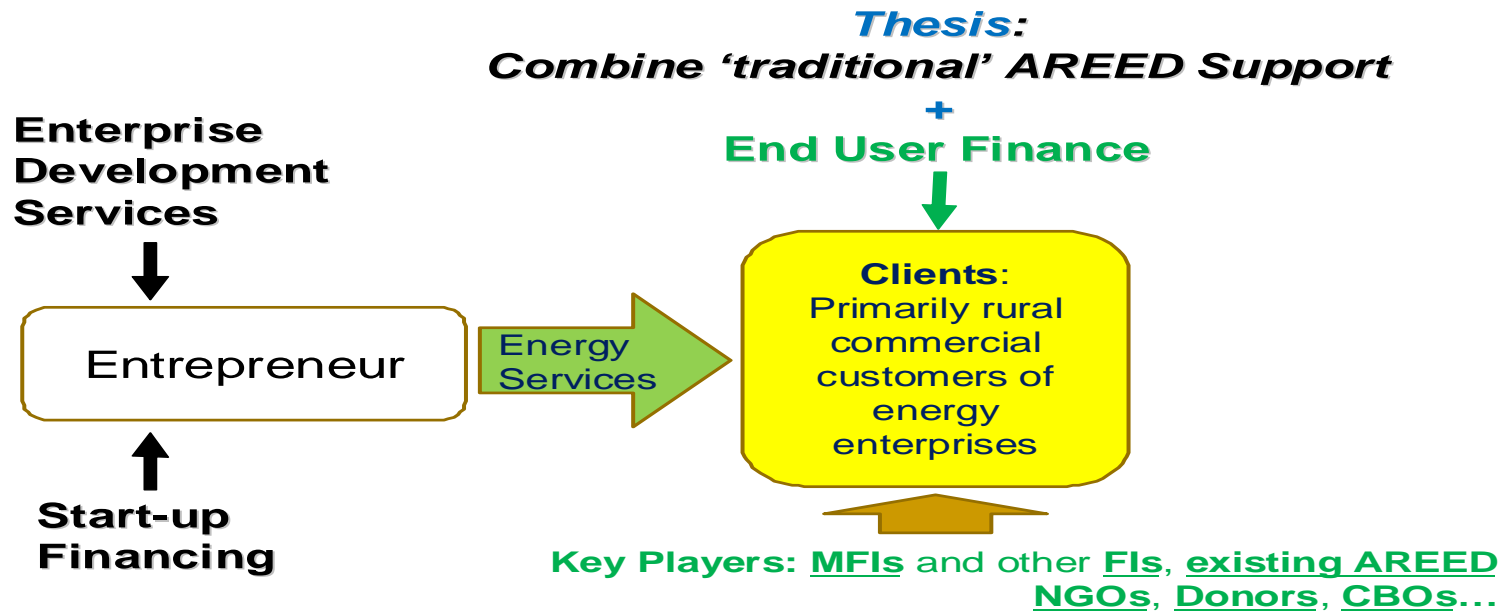 Thesis:
Combine ‘traditional’ AREED Support
+
End User Finance
Enterprise
Development
Services
Entrepreneur
Start-up
Financing
Energy
Services
Clients:
Primarily rural
commercial
customers of
energy
enterprises
Key Players: MFIs and other FIs, existing AREED
NGOs, Donors, CBOs...